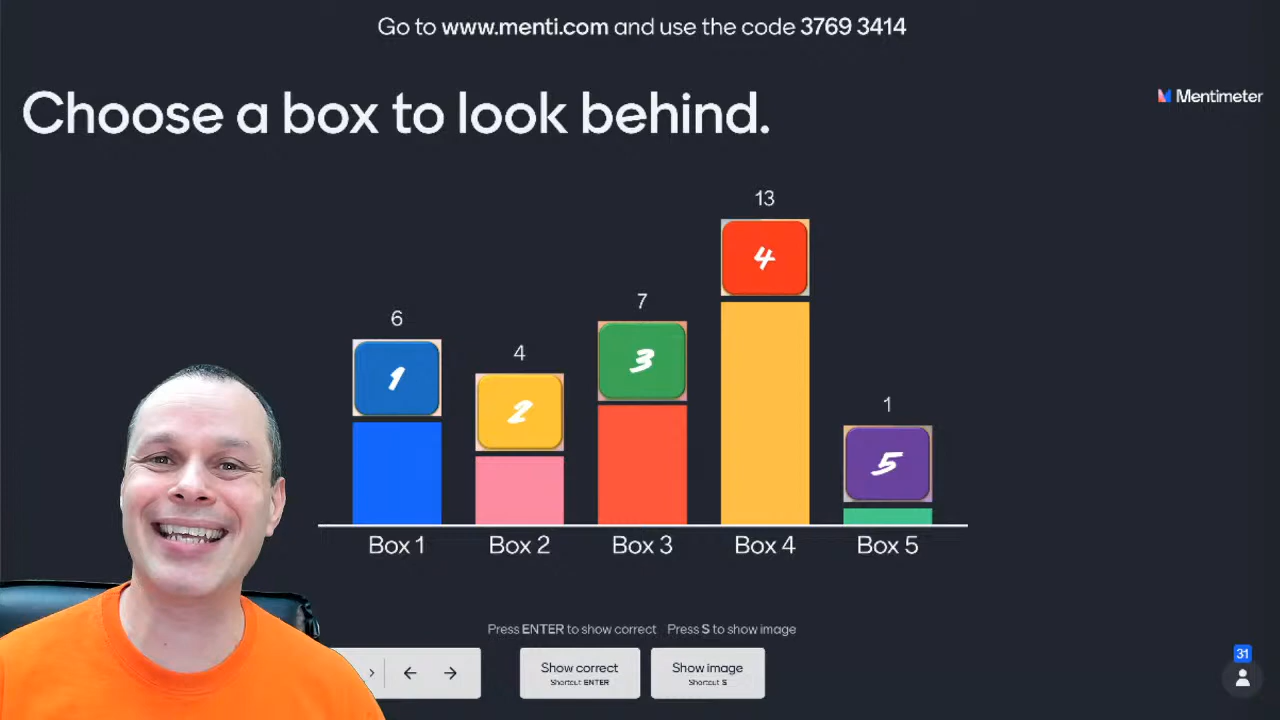 Go to www.menti.com and use the code 3769 3414
Choose a box to look behind.
Mentimeter
13
4
7
6
3
4
1
1
2
5
Box 1 Box 2 Box 3 Box 4 Box 5
Press ENTER to show correct Press S to show image
Show correct
Shortcut ENTER
Show image
Shortcut S
31